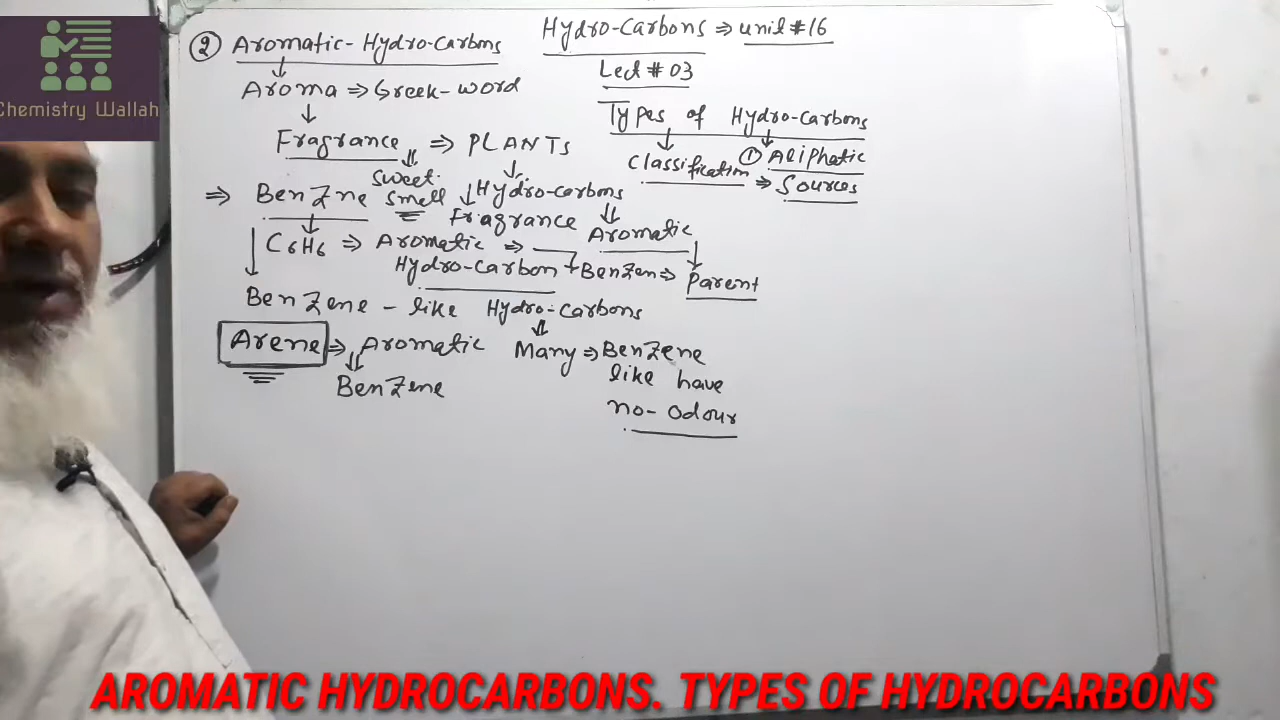 Chemistry Wallah
Hydro-Carbons ⇒ unit #16
Lect # 03
Types of Hydro-carbons
Classification ① Aliphatic
⇒ Sources
② Aromatic-Hydro-Carbons
Aroma ⇒ Greek-word
Fragrance ⇒ PLANTs
sweet smell
Hydro-carbons
Fragrance
Aromatic
⇒ BenZne
C6H6 ⇒ Aromatic ⇒
Hydro-Carbon BenZen ⇒ Parent
BenZene - like Hydro-Carbons
Arene ⇒ Aromatic
BenZene
Many ⇒ BenZene
like have
no-odour
AROMATIC HYDROCARBONS. TYPES OF HYDROCARBONS